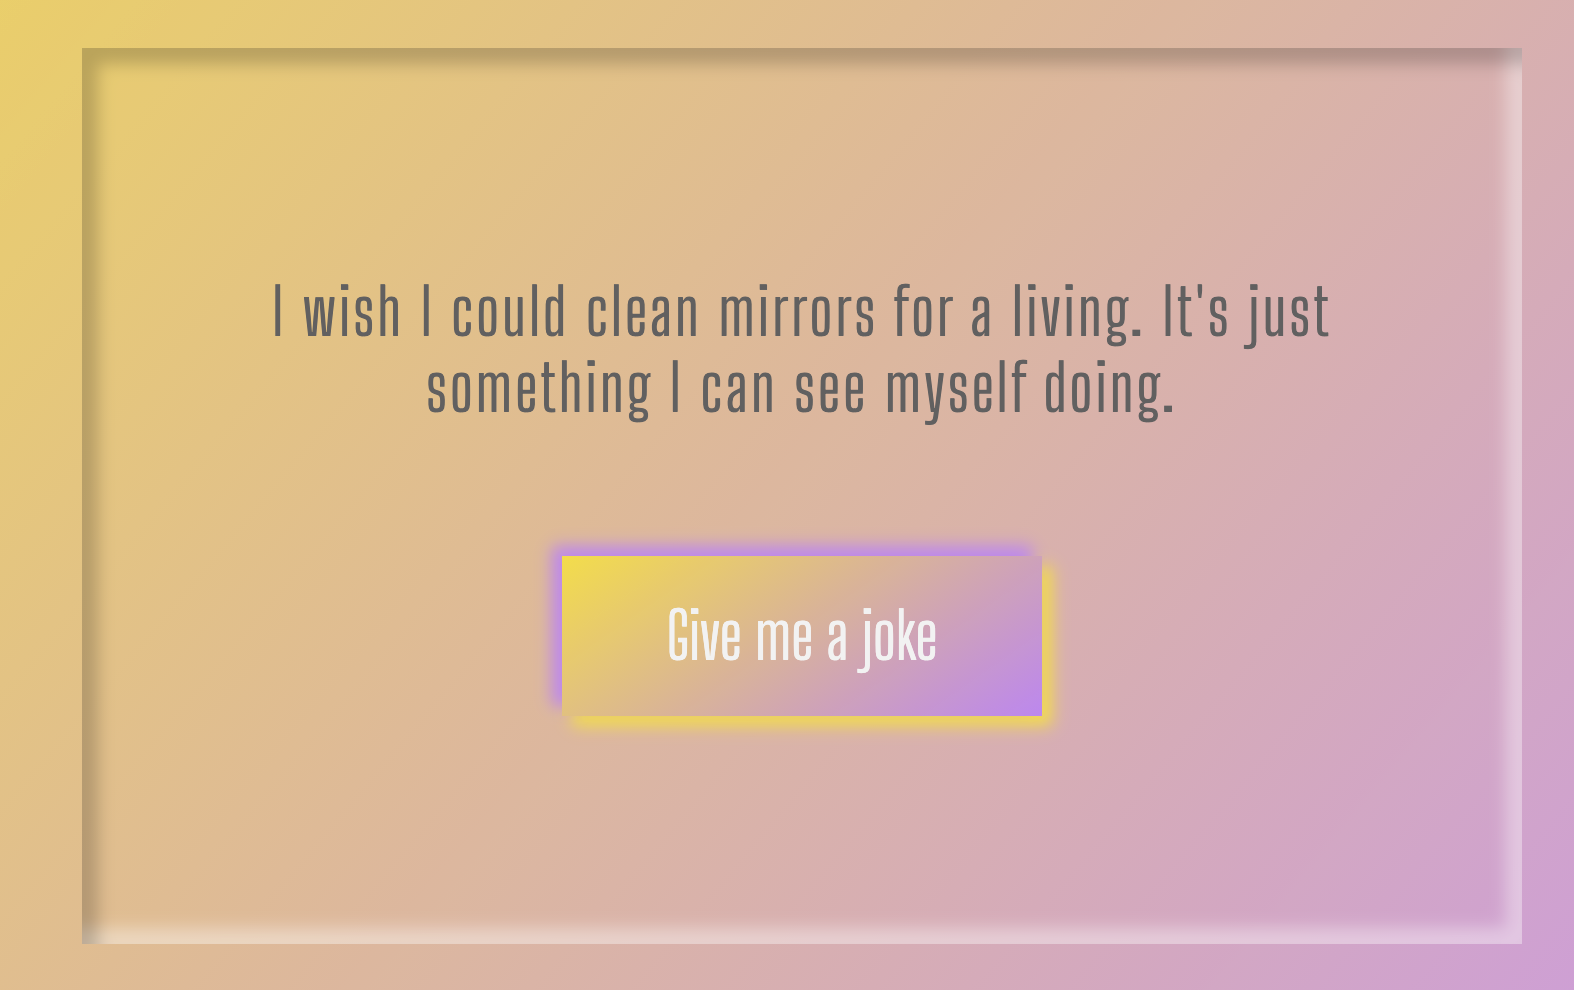 I wish I could clean mirrors for a living. It's just
something I can see myself doing.
Give me a joke